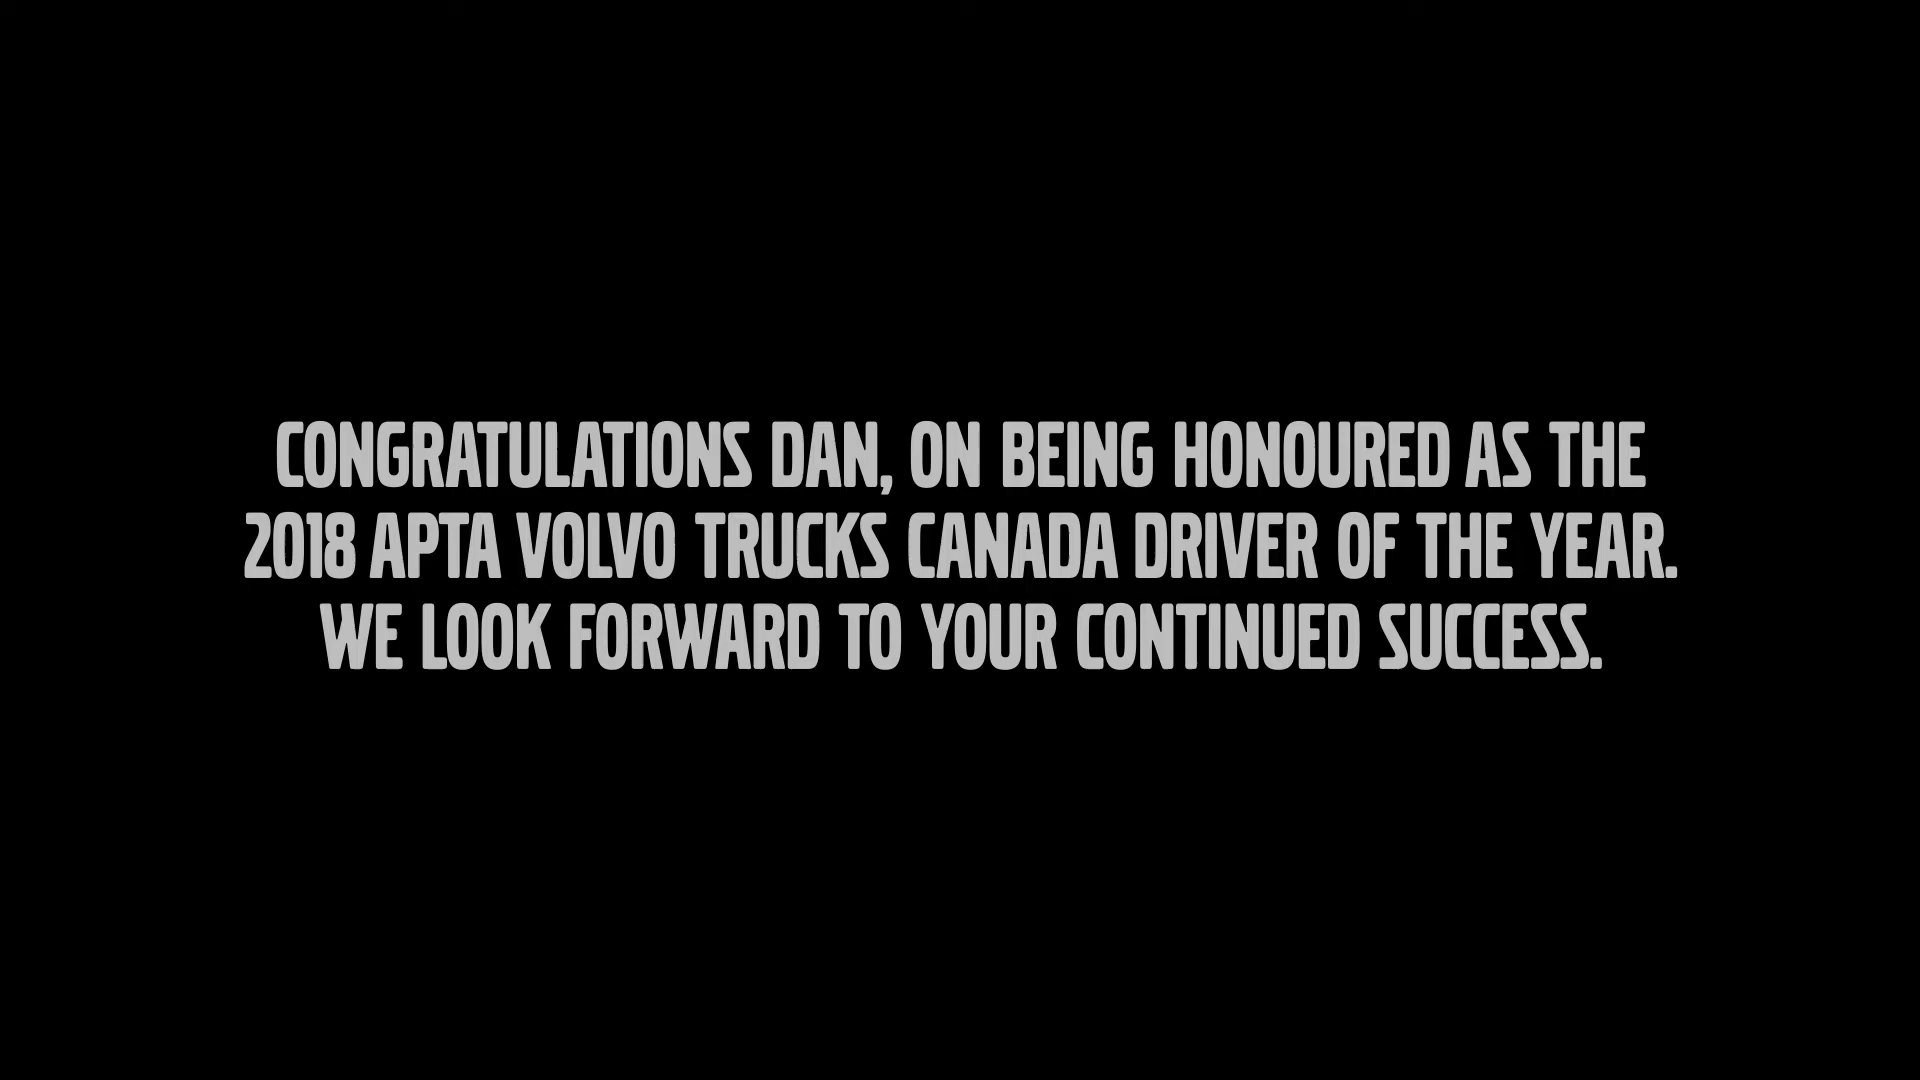 CONGRATULATIONS DAN, ON BEING HONOURED AS THE
2018 APTA VOLVO TRUCKS CANADA DRIVER OF THE YEAR.
WE LOOK FORWARD TO YOUR CONTINUED SUCCESS.